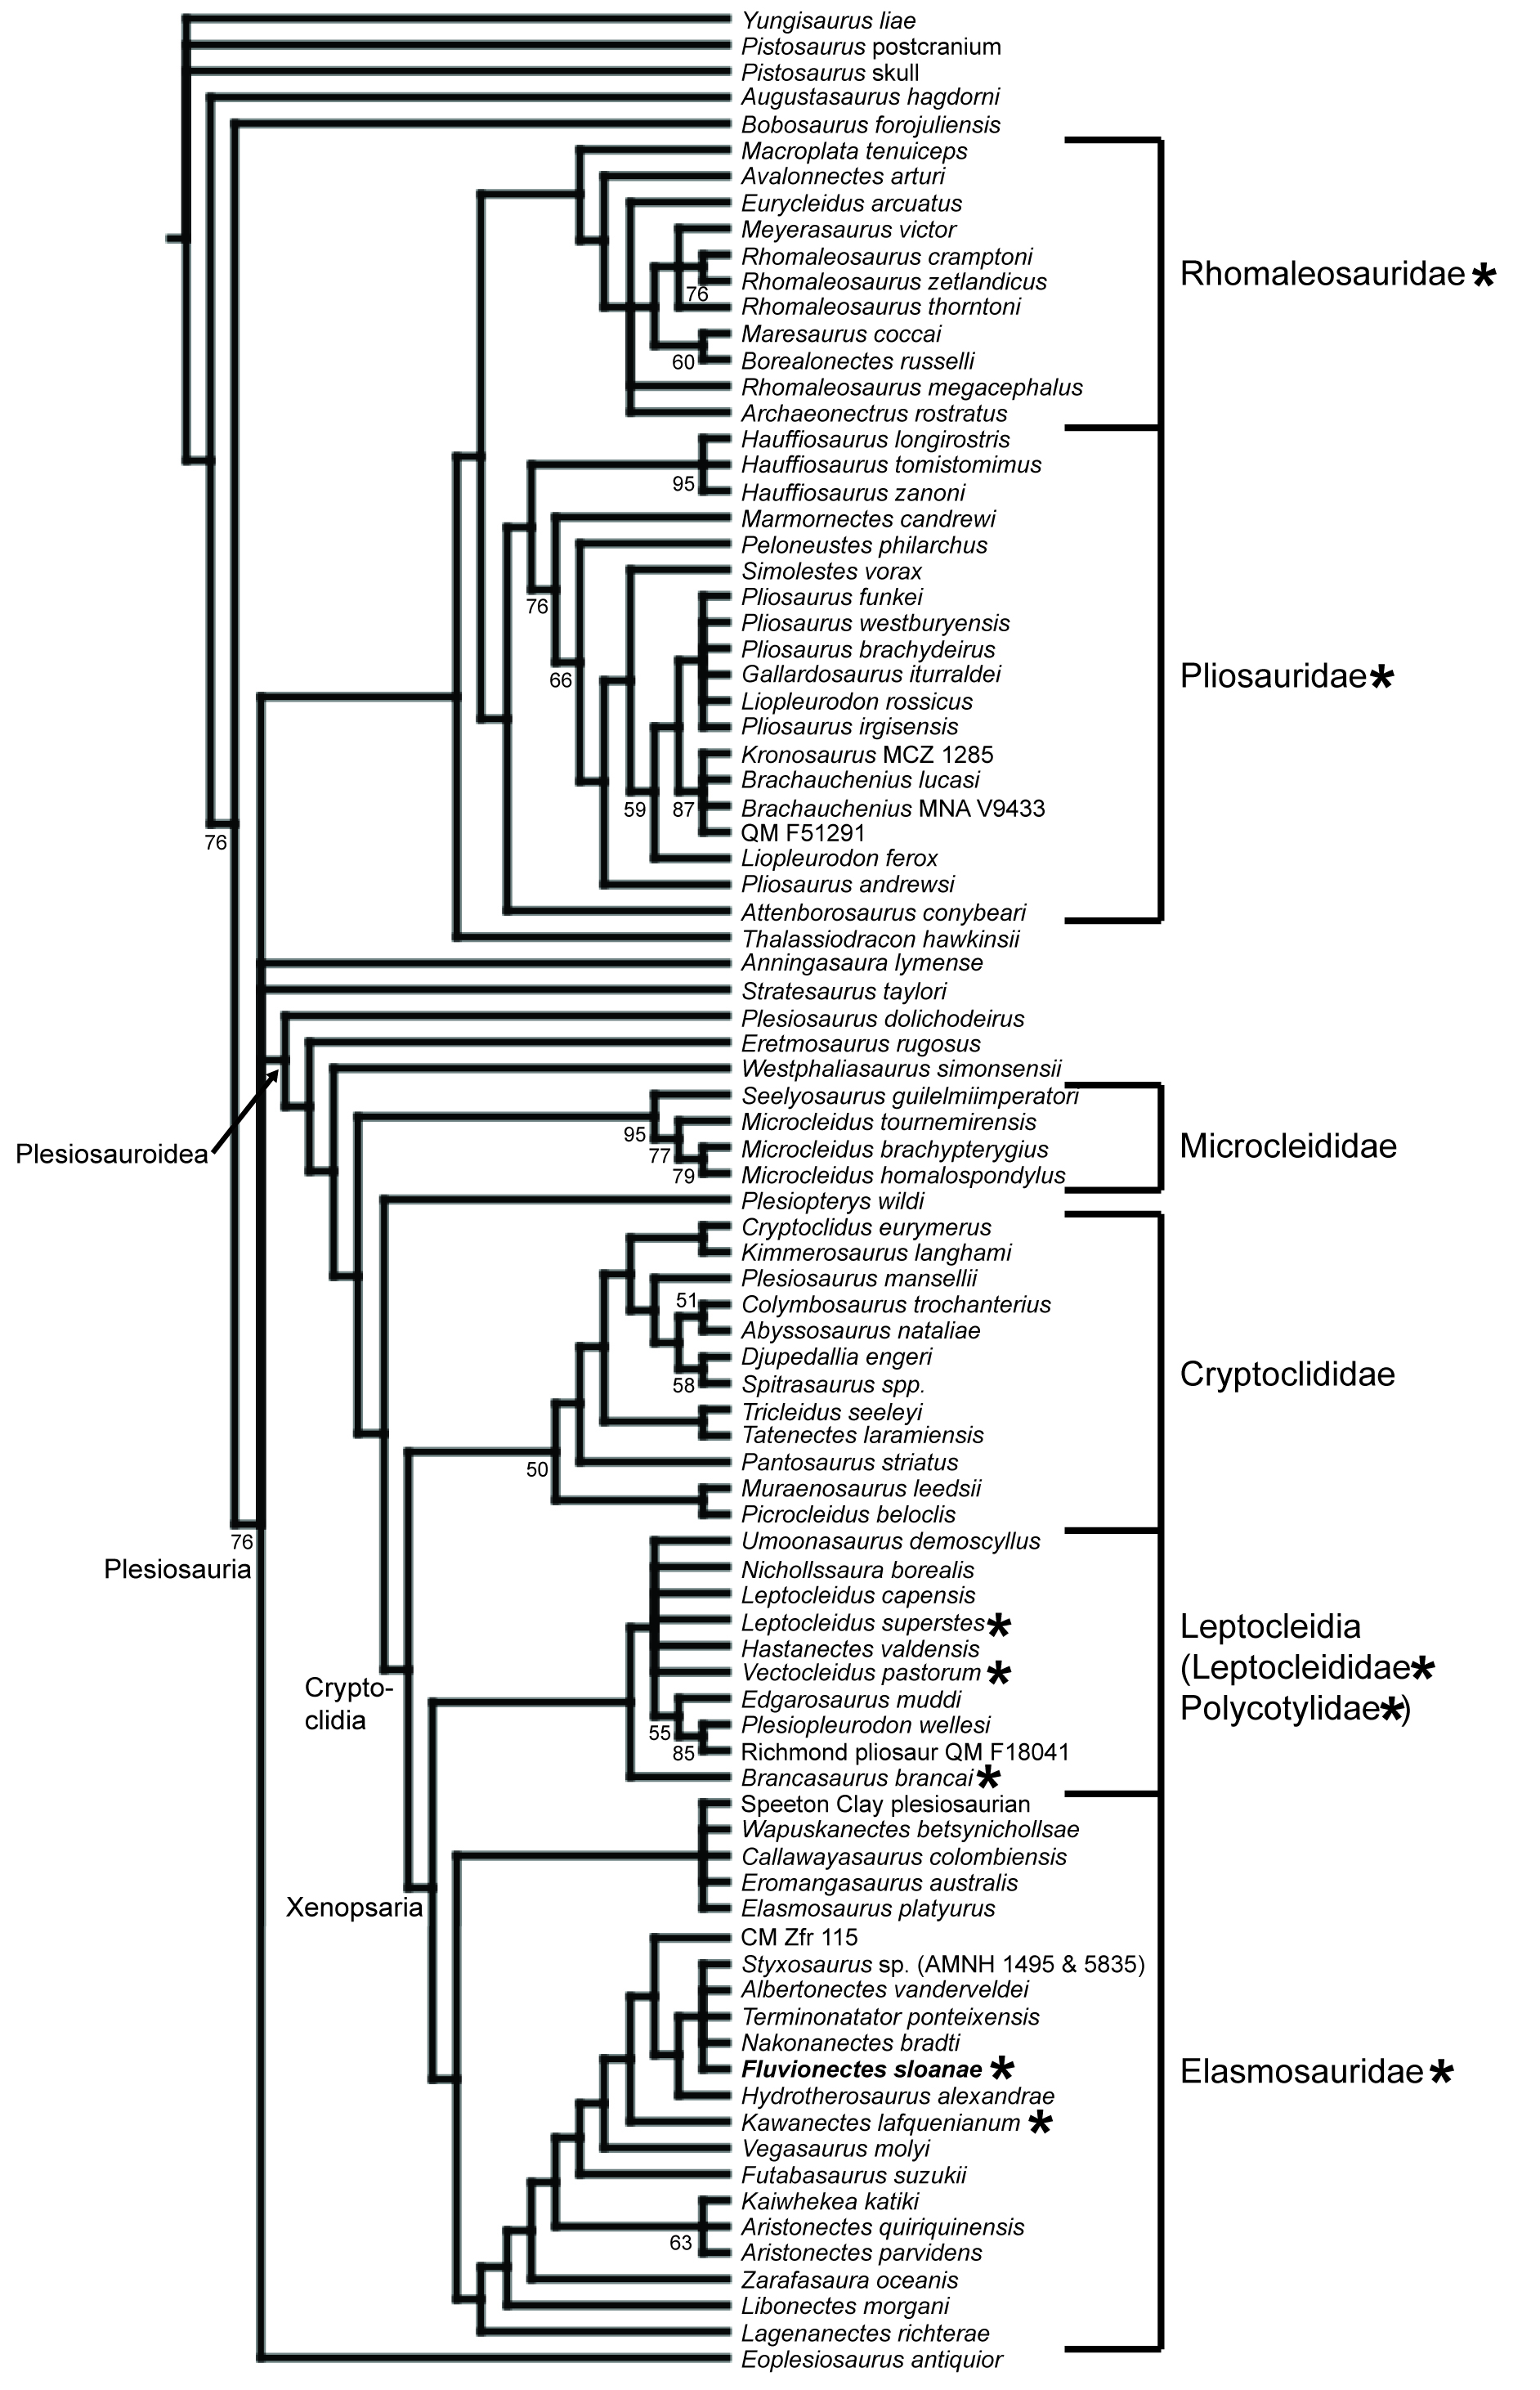 Yungisaurus liae
Pistosaurus postcranium
Pistosaurus skull
Augustasaurus hagdorni
Bobosaurus forojuliensis
Macroplata tenuiceps
Avalonnectes arturi
Eurycleidus arcuatus
Meyerasaurus victor
Rhomaleosaurus cramptoni
Rhomaleosauridae*
Rhomaleosaurus zetlandicus
76
Rhomaleosaurus thorntoni
Maresaurus coccai
60
Borealonectes russelli
Rhomaleosaurus megacephalus
Archaeonectrus rostratus
Hauffiosaurus longirostris
Hauffiosaurus tomistomimus
95
Hauffiosaurus zanoni
Marmornectes candrewi
Peloneustes philarchus
Simolestes vorax
76
Pliosaurus funkei
Pliosaurus westburyensis
Pliosaurus brachydeirus
66
Gallardosaurus iturraldei
Pliosauridae*
Liopleurodon rossicus
Pliosaurus irgisensis
Kronosaurus MCZ 1285
Brachauchenius lucasi
59
87
Brachauchenius MNA V9433
76
QM F51291
Liopleurodon ferox
Pliosaurus andrewsi
Attenborosaurus conybeari
Thalassiodracon hawkinsii
Anningasaura lymense
Stratesaurus taylori
Plesiosaurus dolichodeirus
Eretmosaurus rugosus
Westphaliasaurus simonsensii
Seelyosaurus guilelmiimperatori
Microcleidus tournemirensis
95
Plesiosauroidea
77
Microcleidus brachypterygius
Microcleididae
79
Microcleidus homalospondylus
Plesiopterys wildi
Cryptoclidus eurymerus
Kimmerosaurus langhami
Plesiosaurus mansellii
51
Colymbosaurus trochanterius
Abyssosaurus nataliae
Djupedallia engeri
Cryptoclididae
58
Spitrasaurus spp.
Tricleidus seeleyi
Tatenectes laramiensis
50
Pantosaurus striatus
Muraenosaurus leedsii
Picrocleidus beloclis
76
Umoonasaurus demoscyllus
Plesiosauria
Nichollssaura borealis
Leptocleidus capensis
Leptocleidus superstes*
Leptocleidia
Hastanectes valdensis
Vectocleidus pastorum*
(Leptocleididae*
Crypto-
clidia
Edgarosaurus muddi
Polycotylidae*)
55
Plesiopleurodon wellesi
85
Richmond pliosaur QM F18041
Brancasaurus brancai*
Speeton Clay plesiosaurian
Wapuskanectes betsynichollsae
Callawayasaurus colombiensis
Eromangasaurus australis
Xenopsaria
Elasmosaurus platyurus
CM Zfr 115
Styxosaurus sp. (AMNH 1495 & 5835)
Albertonectes vanderveldei
Terminonatator ponteixensis
Nakonanectes bradti
Fluvionectes sloanae*
Elasmosauridae*
Hydrotherosaurus alexandrae
Kawanectes lafquenianum*
Vegasaurus molyi
Futabasaurus suzukii
Kaiwhekea katiki
Aristonectes quiriquinensis
63
Aristonectes parvidens
Zarafasaura oceanis
Libonectes morgani
Lagenanectes richterae
Eoplesiosaurus antiquior